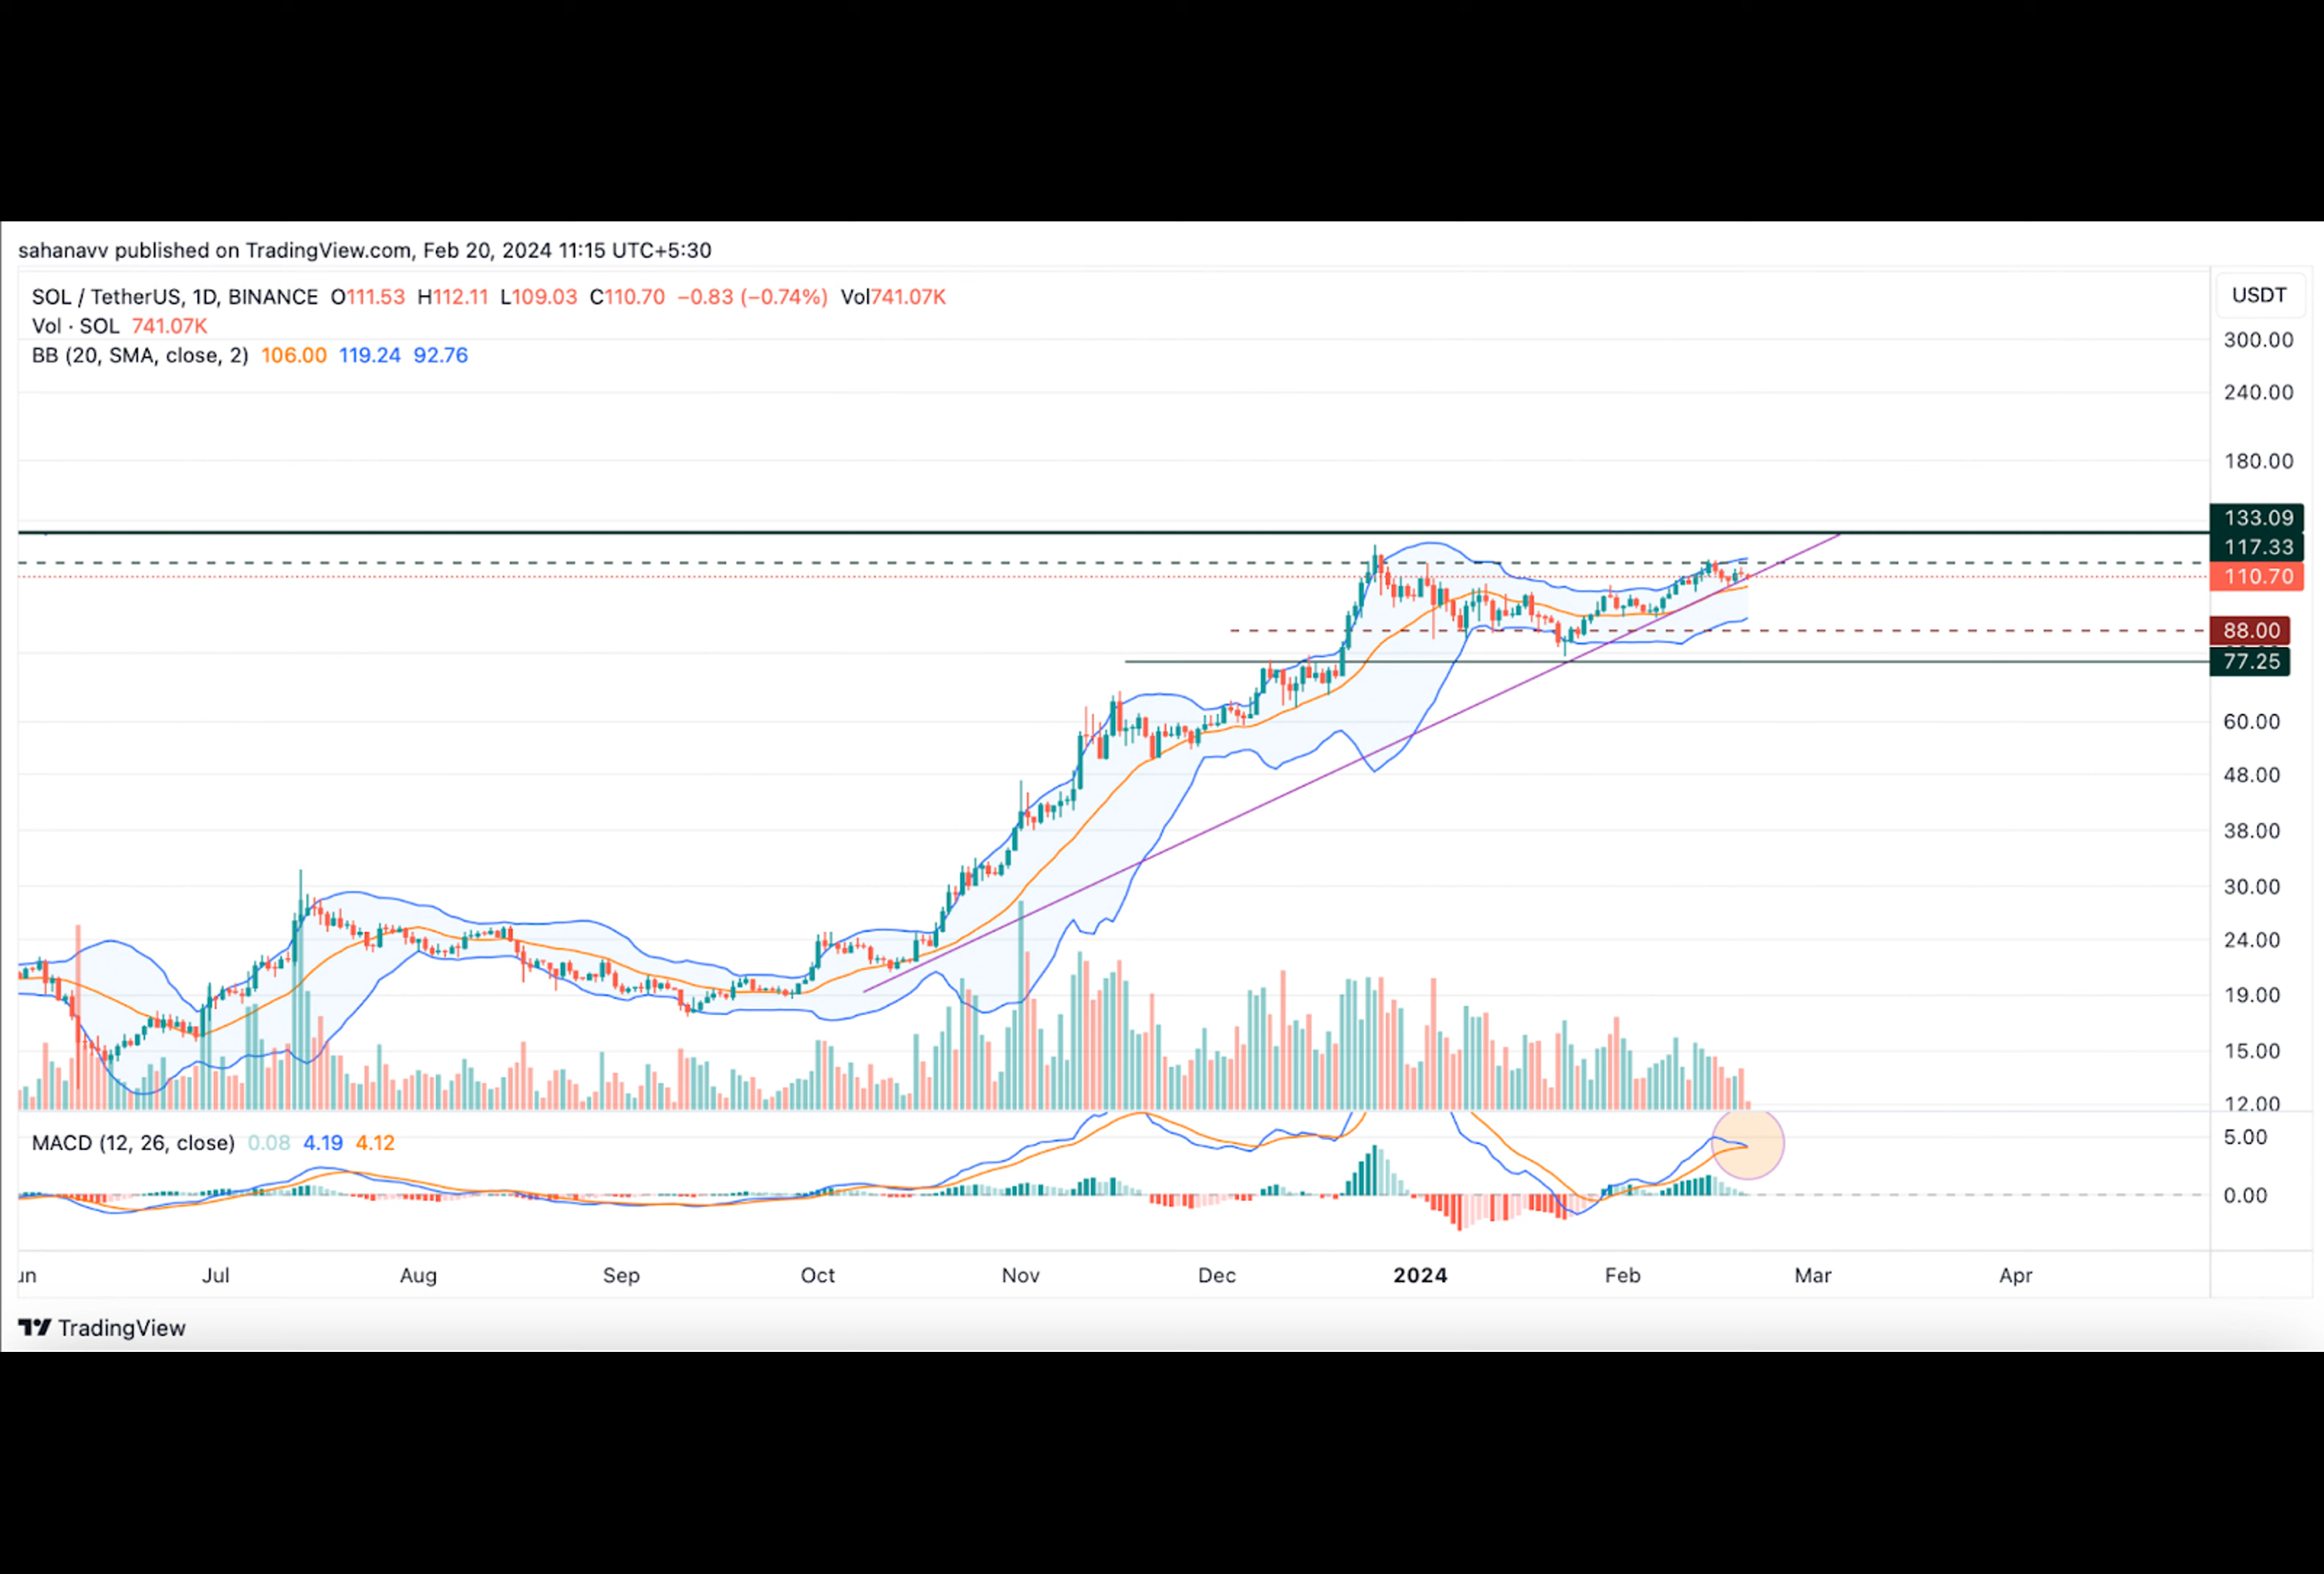 sahanavv published on TradingView.com, Feb 20, 2024 11:15 UTC+5:30
SOL / TetherUS, 1D, BINANCE O111.53 H112.11 L109.03 C110.70 −0.83 (−0.74%) Vol741.07K
Vol · SOL 741.07K
BB (20, SMA, close, 2) 106.00 119.24 92.76
USDT
300.00
240.00
180.00
133.09
117.33
110.70
88.00
77.25
60.00
48.00
38.00
30.00
24.00
19.00
15.00
12.00
MACD (12, 26, close) 0.08 4.19 4.12
5.00
0.00
Jul Aug Sep Oct Nov Dec 2024 Feb Mar Apr
TradingView